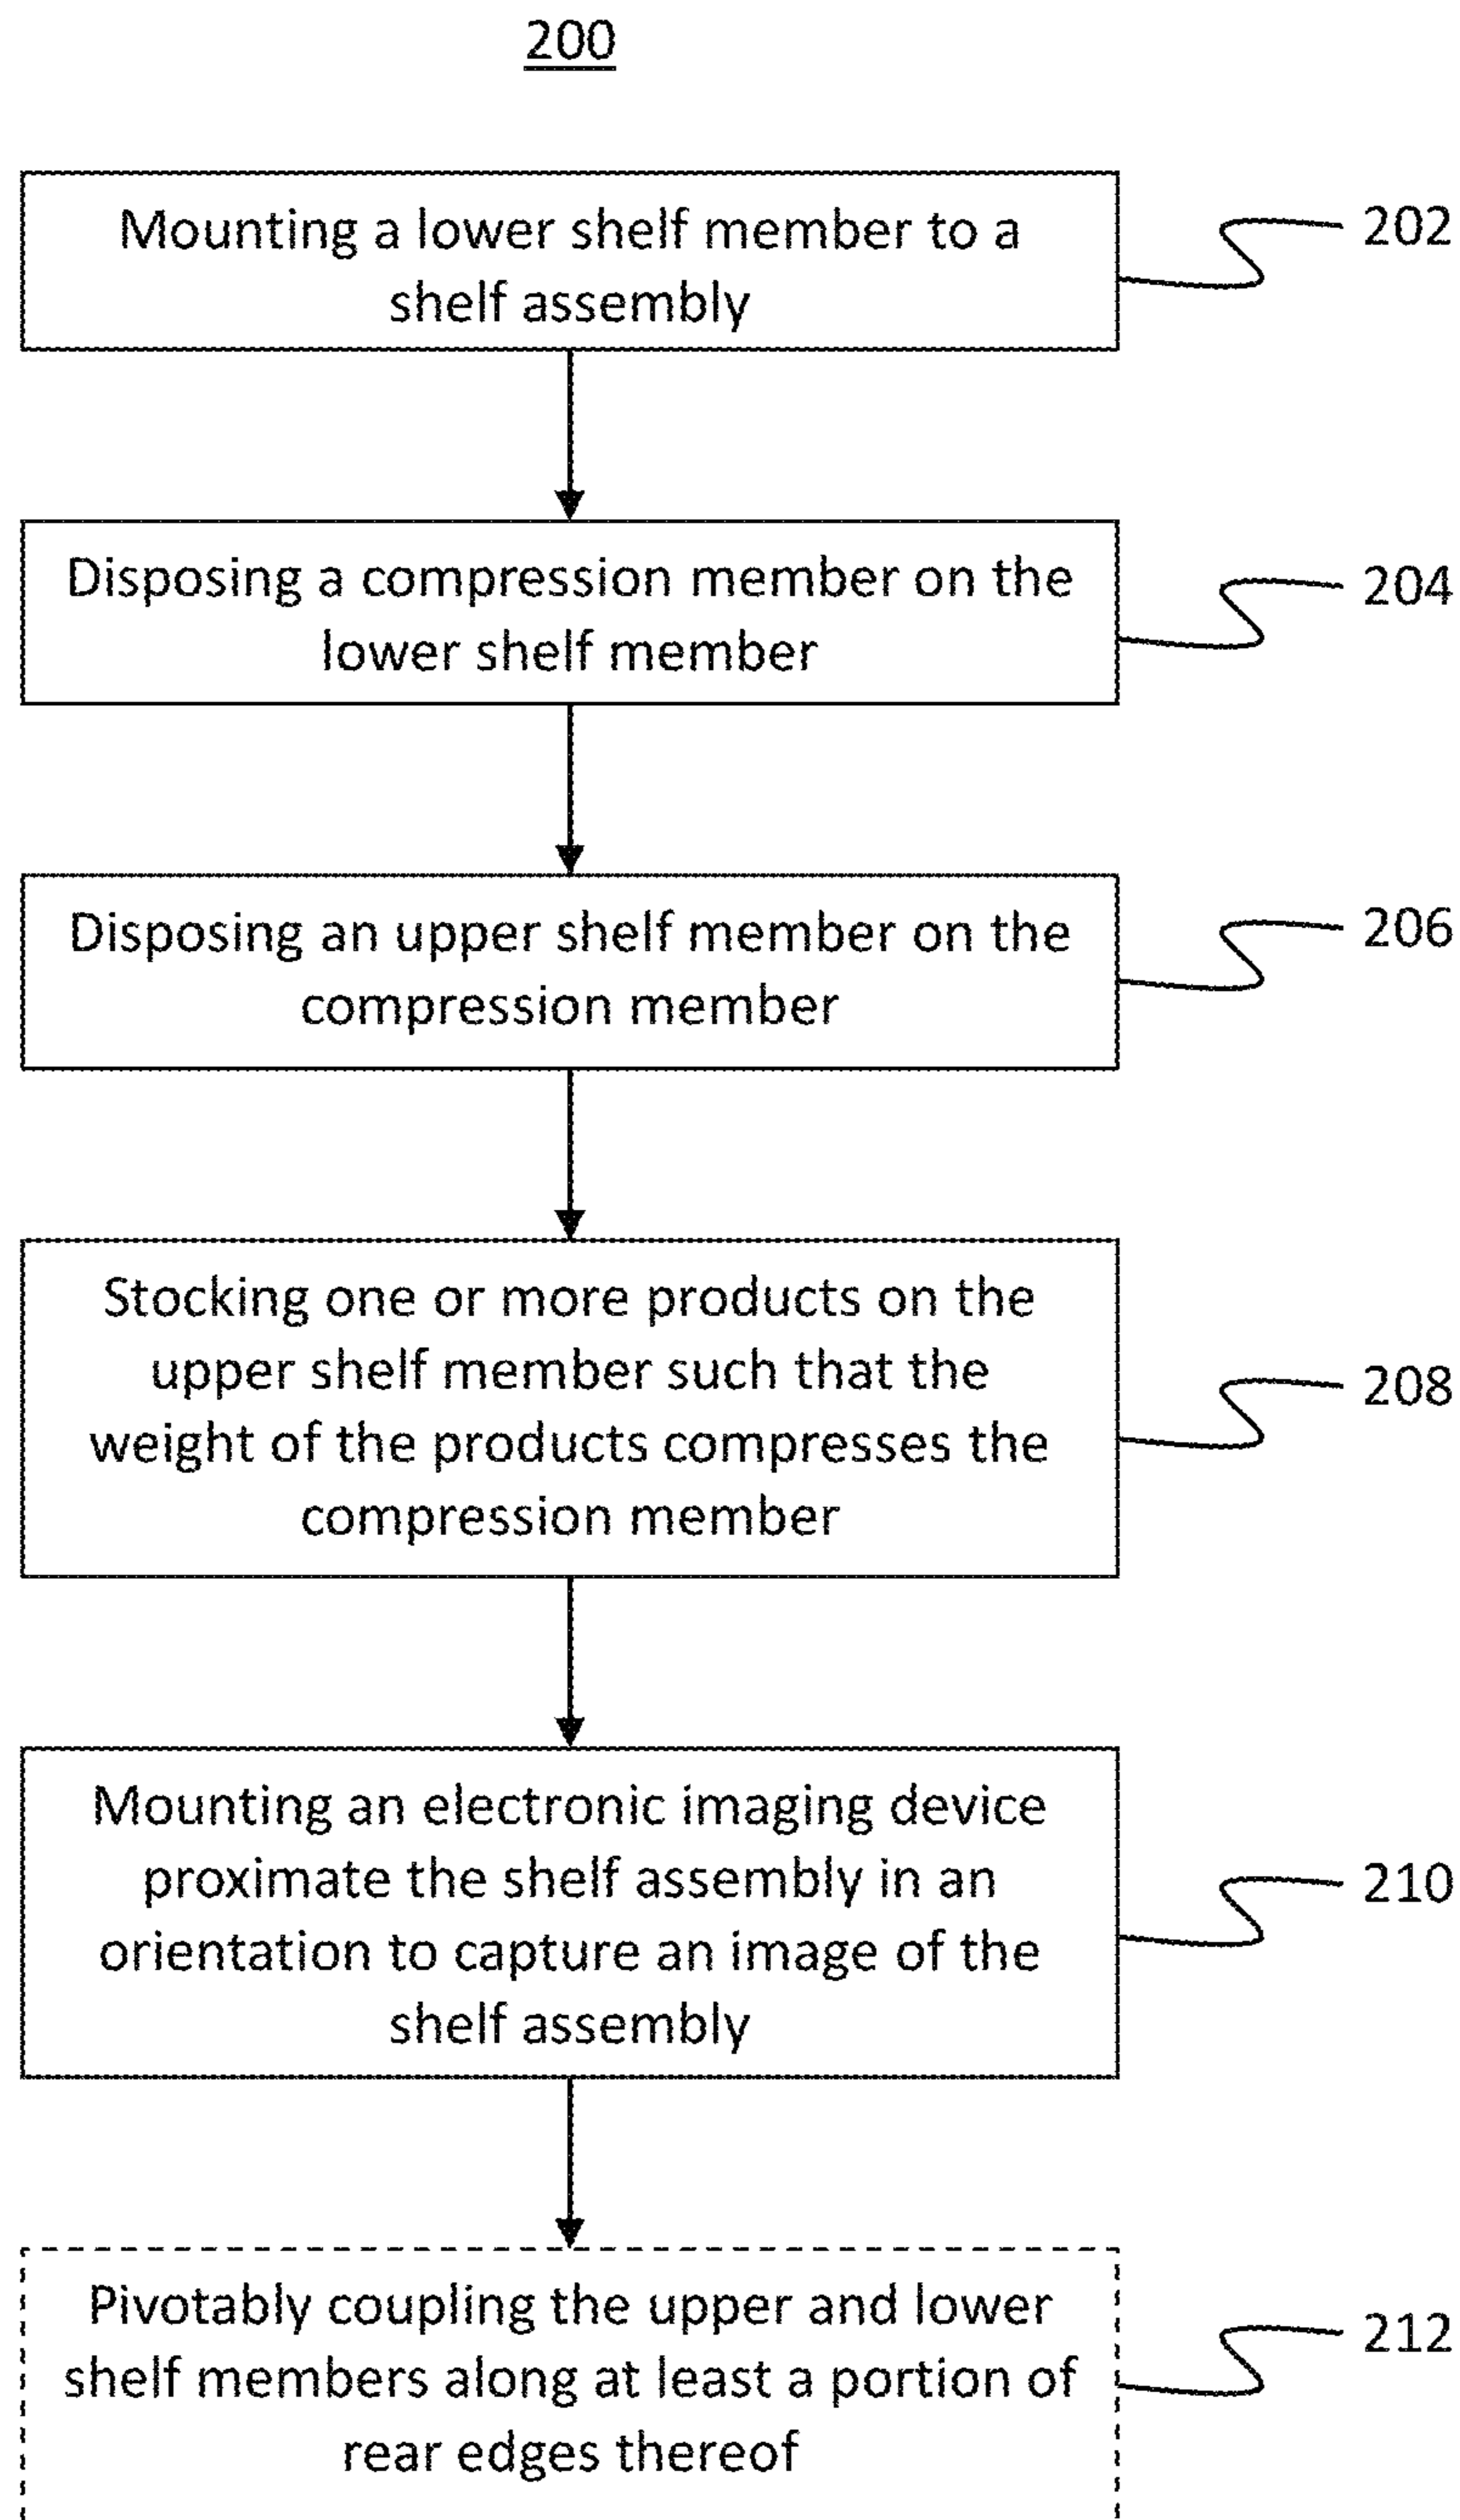 200
Mounting a lower shelf member to a
shelf assembly
202
Disposing a compression member on the
lower shelf member
204
Disposing an upper shelf member on the
compression member
206
Stocking one or more products on the
upper shelf member such that the
weight of the products compresses the
compression member
208
Mounting an electronic imaging device
proximate the shelf assembly in an
orientation to capture an image of the
shelf assembly
210
Pivotably coupling the upper and lower
shelf members along at least a portion of
rear edges thereof
212